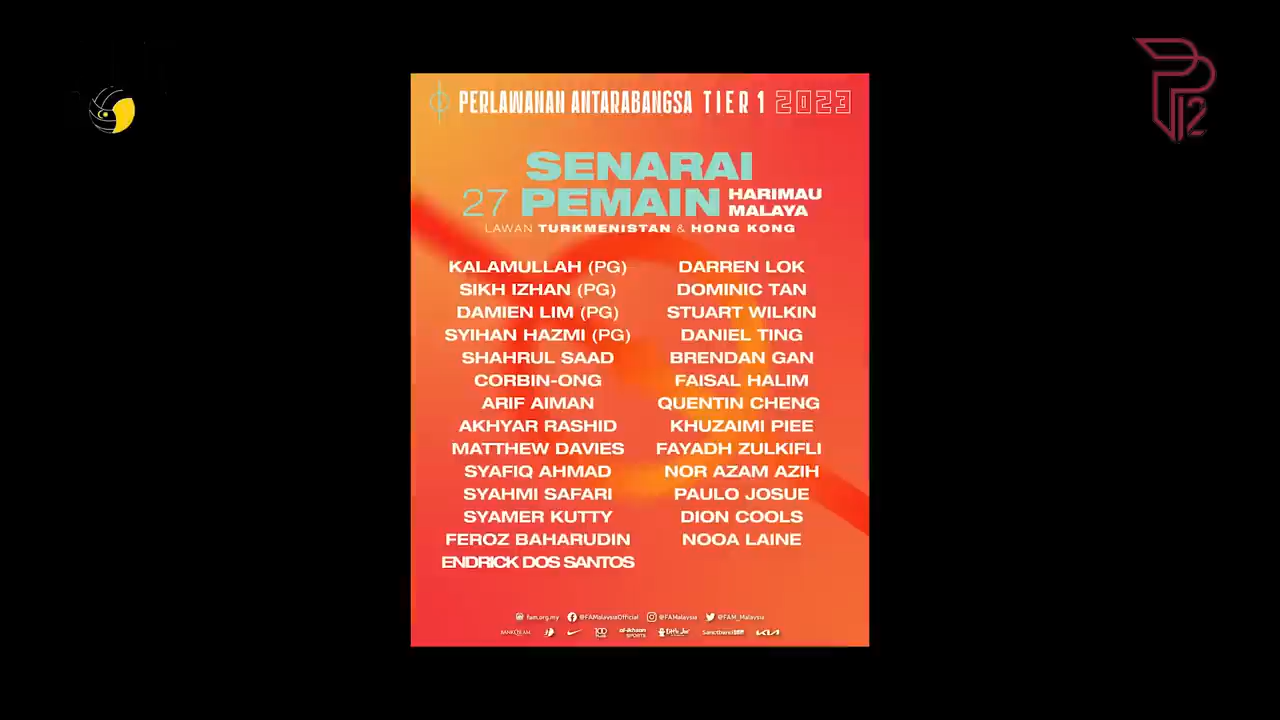 PERLAWANAN ANTARABANGSA TIER 1 2023
SENARAI
27 PEMAIN HARIMAU MALAYA
LAWAN TURKMENISTAN & HONG KONG
KALAMULLAH (PG)
SIKH IZHAN (PG)
DAMIEN LIM (PG)
SYIHAN HAZMI (PG)
SHAHRUL SAAD
CORBIN-ONG
ARIF AIMAN
AKHYAR RASHID
MATTHEW DAVIES
SYAFIQ AHMAD
SYAHMI SAFARI
SYAMER KUTTY
FEROZ BAHARUDIN
ENDRICK DOS SANTOS
DARREN LOK
DOMINIC TAN
STUART WILKIN
DANIEL TING
BRENDAN GAN
FAISAL HALIM
QUENTIN CHENG
KHUZAIMI PIEE
FAYADH ZULKIFLI
NOR AZAM AZIH
PAULO JOSUE
DION COOLS
NOOA LAINE
fam.org.my @FAMalaysiaOfficial @FAMalaysia @FAM_Malaysia
100 al-ikhsan SPORTS KIA